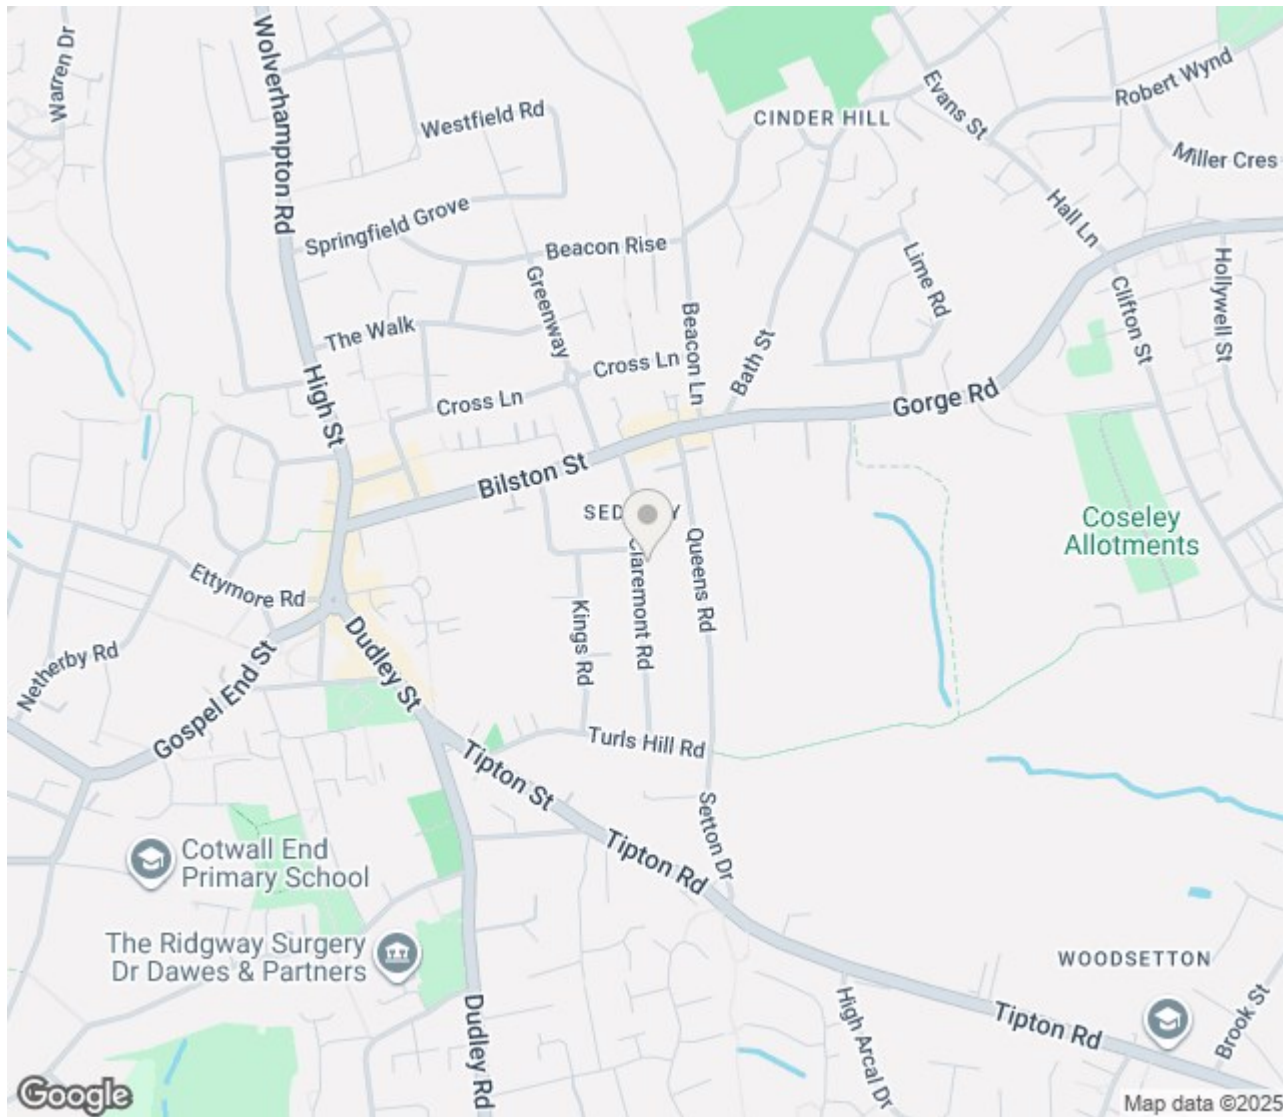 Warren Dr
Wolverhampton Rd
Westfield Rd
CINDER HILL
Evans St
Robert Wynd
Miller Cres
Springfield Grove
Beacon Rise
Hall Ln
Lime Rd
Hollywell St
Greenway
The Walk
Beacon Ln
Clifton St
Cross Ln
Bath St
High St
Cross Ln
Gorge Rd
Bilston St
Coseley
Allotments
Queens Rd
Claremont Rd
Ettymore Rd
Kings Rd
Netherby Rd
Dudley St
Gospel End St
Turls Hill Rd
Tipton St
Setton Dr
Cotwall End
Primary School
Tipton Rd
The Ridgway Surgery
Dr Dawes & Partners
WOODSETTON
High Arcal Dr
Dudley Rd
Tipton Rd
Brook St
Google
Map data ©2025